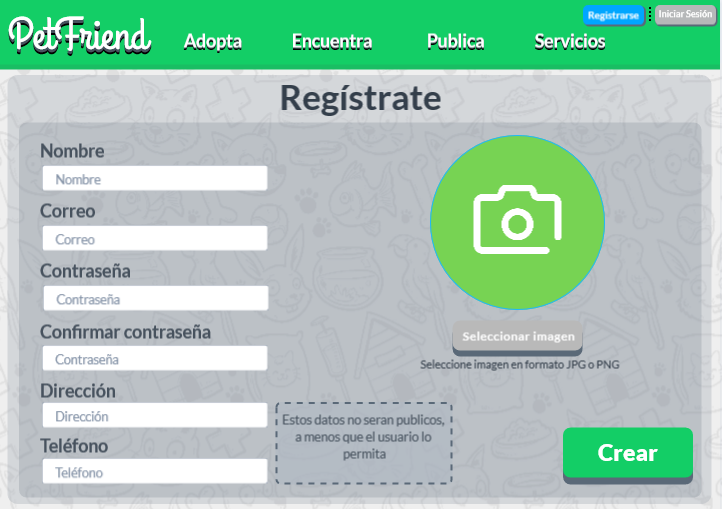 Registrarse
Iniciar Sesión
PetFriend
Adopta
Encuentra
Publica
Servicios
Regístrate
Nombre
Nombre
Correo
Correo
Contraseña
Contraseña
Confirmar contraseña
Contraseña
Dirección
Dirección
Teléfono
Teléfono
Estos datos no seran publicos,
a menos que el usuario lo
permita
Seleccionar imagen
Seleccione imagen en formato JPG o PNG
Crear